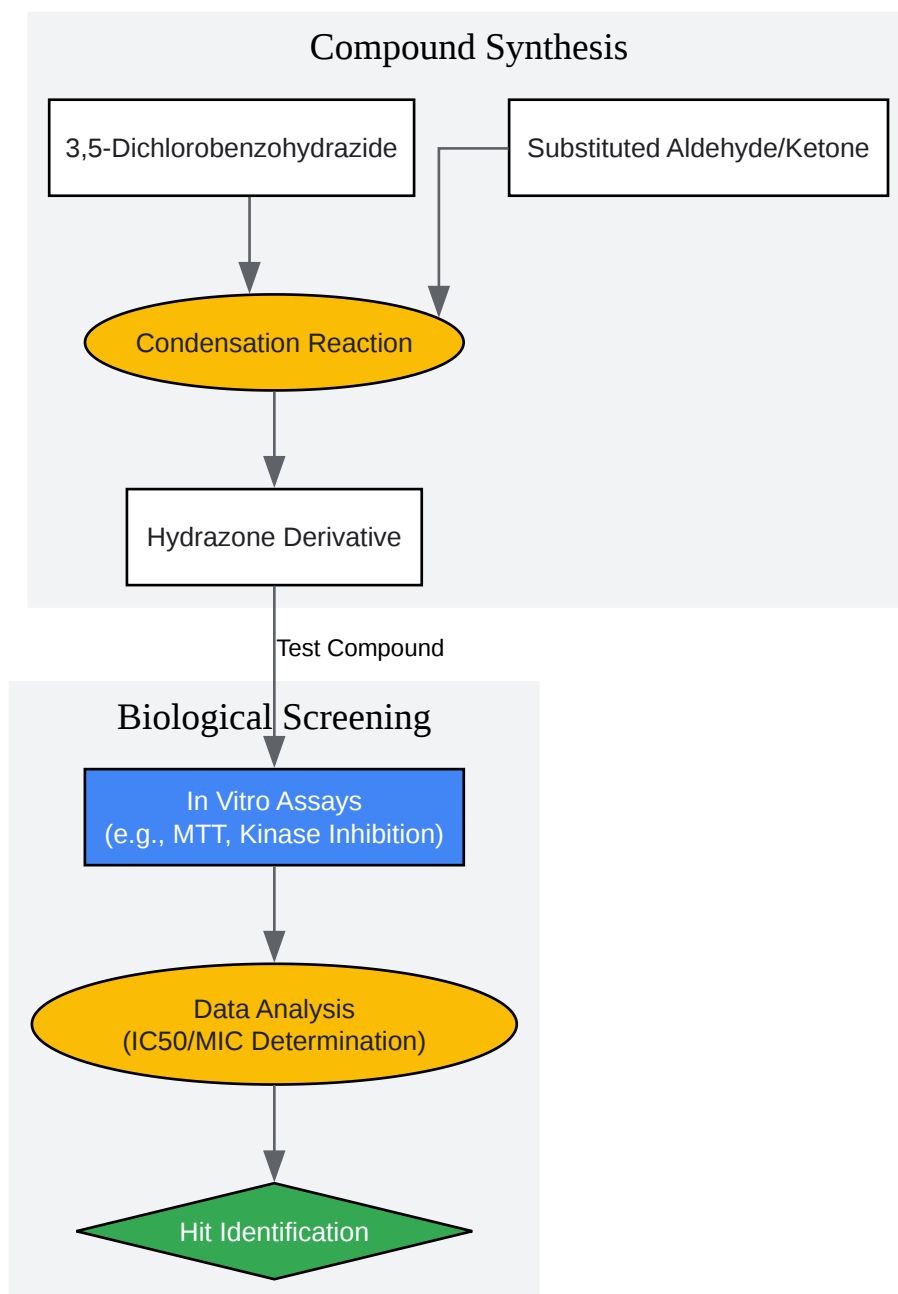 Compound Synthesis
3,5-Dichlorobenzohydrazide
Substituted Aldehyde/Ketone
Condensation Reaction
Hydrazone Derivative
Test Compound
Biological Screening
In Vitro Assays
(e.g., MTT, Kinase Inhibition)
Data Analysis
(IC50/MIC Determination)
Hit Identification